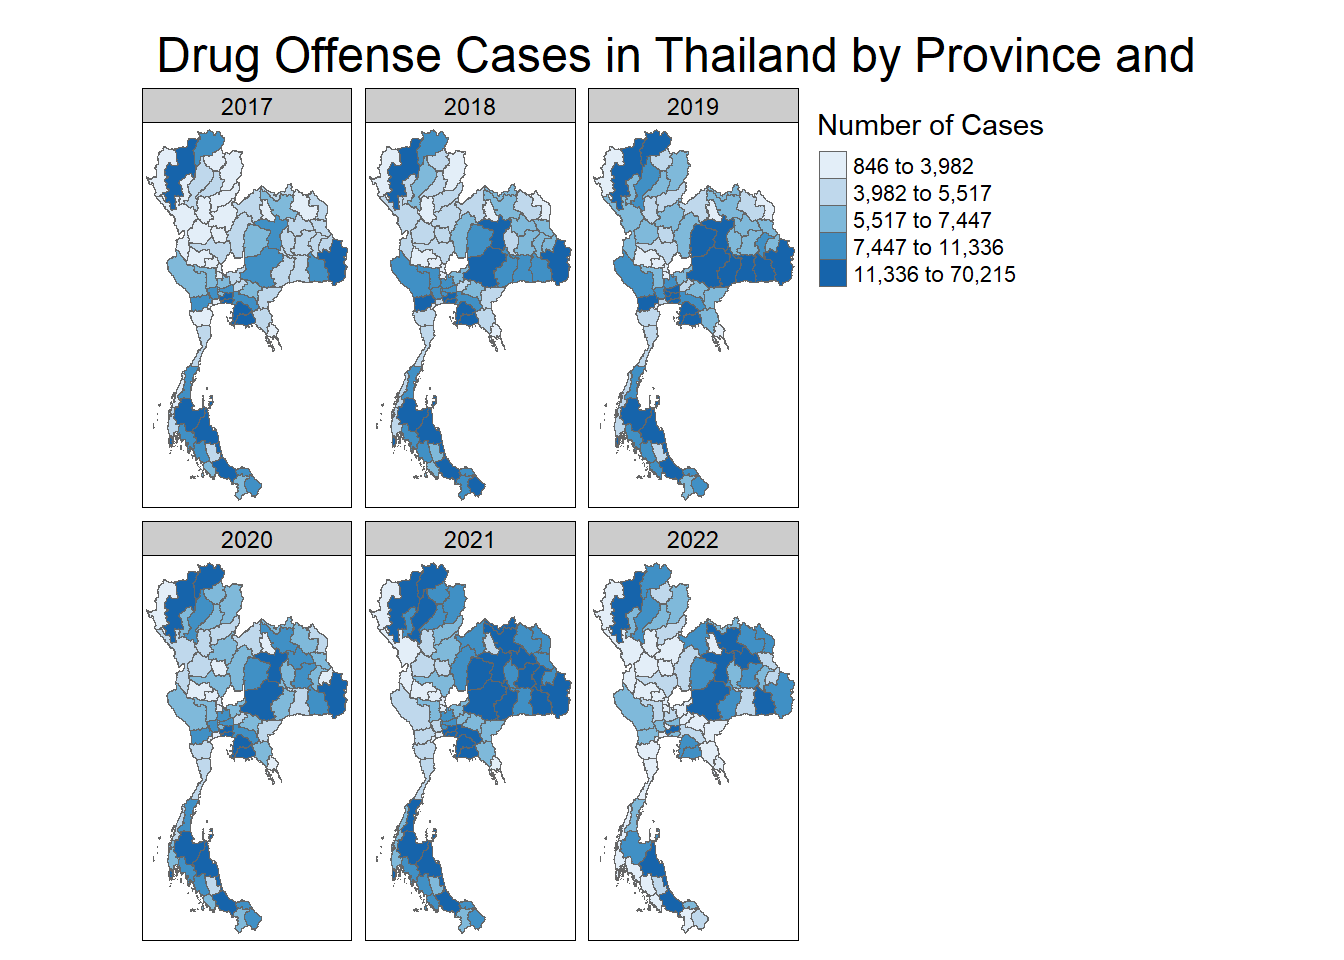 Drug Offense Cases in Thailand by Province and
2017
2018
2019
Number of Cases
846 to 3,982
3,982 to 5,517
5,517 to 7,447
7,447 to 11,336
11,336 to 70,215
2020
2021
2022